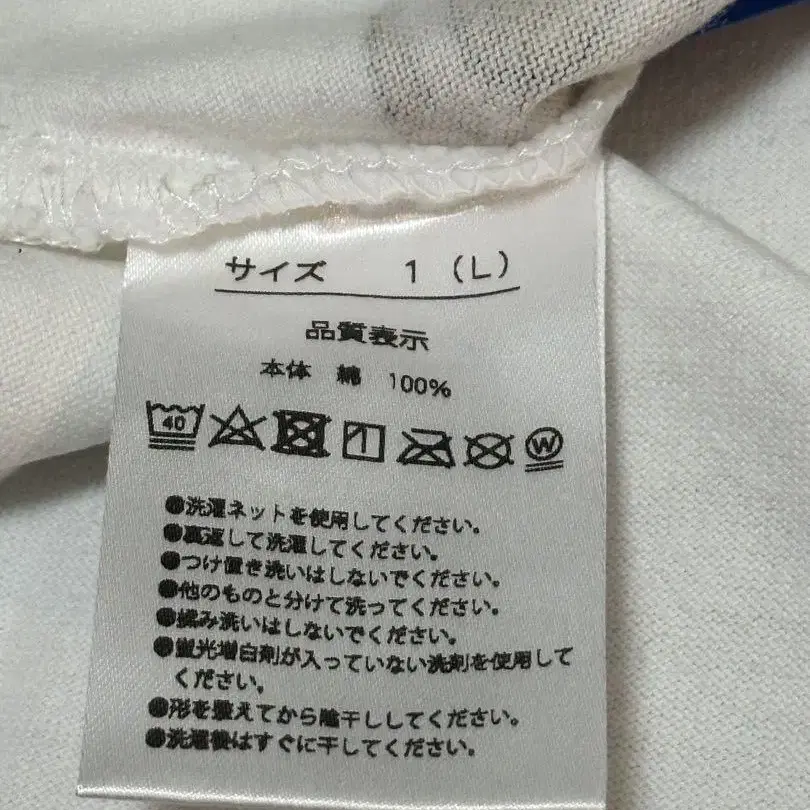 サイズ 1 (L)
品質表示
本体 綿 100%
40
W
●洗濯ネットを使用してください。
●裏返して洗濯してください。
●つけ置き洗いはしないでください。
●他のものと分けて洗ってください。
●揉み洗いはしないでください。
●蛍光増白剤が入っていない洗剤を使用して
ください。
●形を整えてから陰干ししてください。
●洗濯後はすぐに干してください。